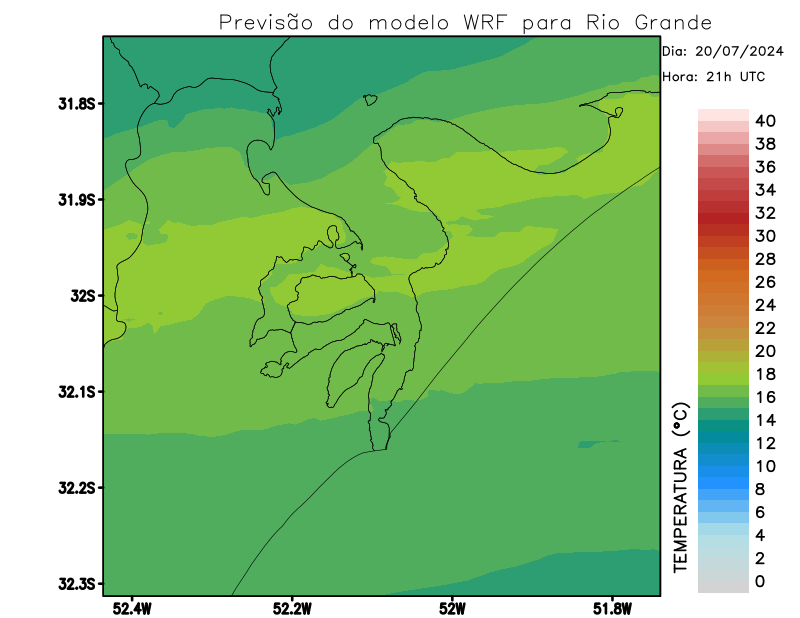 Previsão do modelo WRF para Rio Grande
Dia: 20/07/2024
Hora: 21h UTC
31.8S
31.9S
32S
32.1S
32.2S
32.3S
52.4W
52.2W
52W
51.8W
TEMPERATURA (°C)
40
38
36
34
32
30
28
26
24
22
20
18
16
14
12
10
8
6
4
2
0